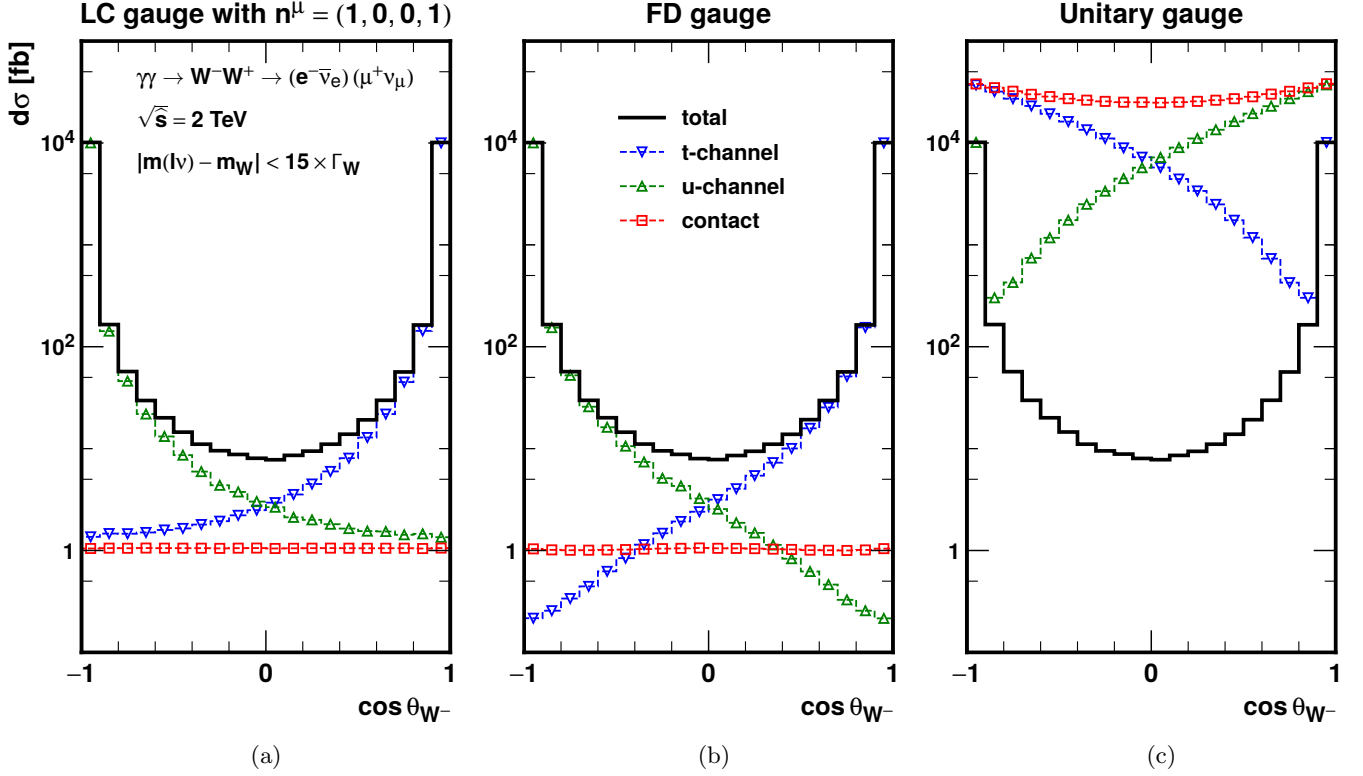 LC gauge with n^μ = (1, 0, 0, 1)
FD gauge
Unitary gauge
dσ [fb]
γγ → W⁻W⁺ → (e⁻ν̅_e) (μ⁺ν_μ)
√s̅ = 2 TeV
|m(lν) − m_W| < 15 × Γ_W
total
t-channel
u-channel
contact
10⁴
10²
1
10⁴
10²
1
10⁴
10²
1
−1 0 1
−1 0 1
−1 0 1
cos θ_W−
cos θ_W−
cos θ_W−
(a)
(b)
(c)